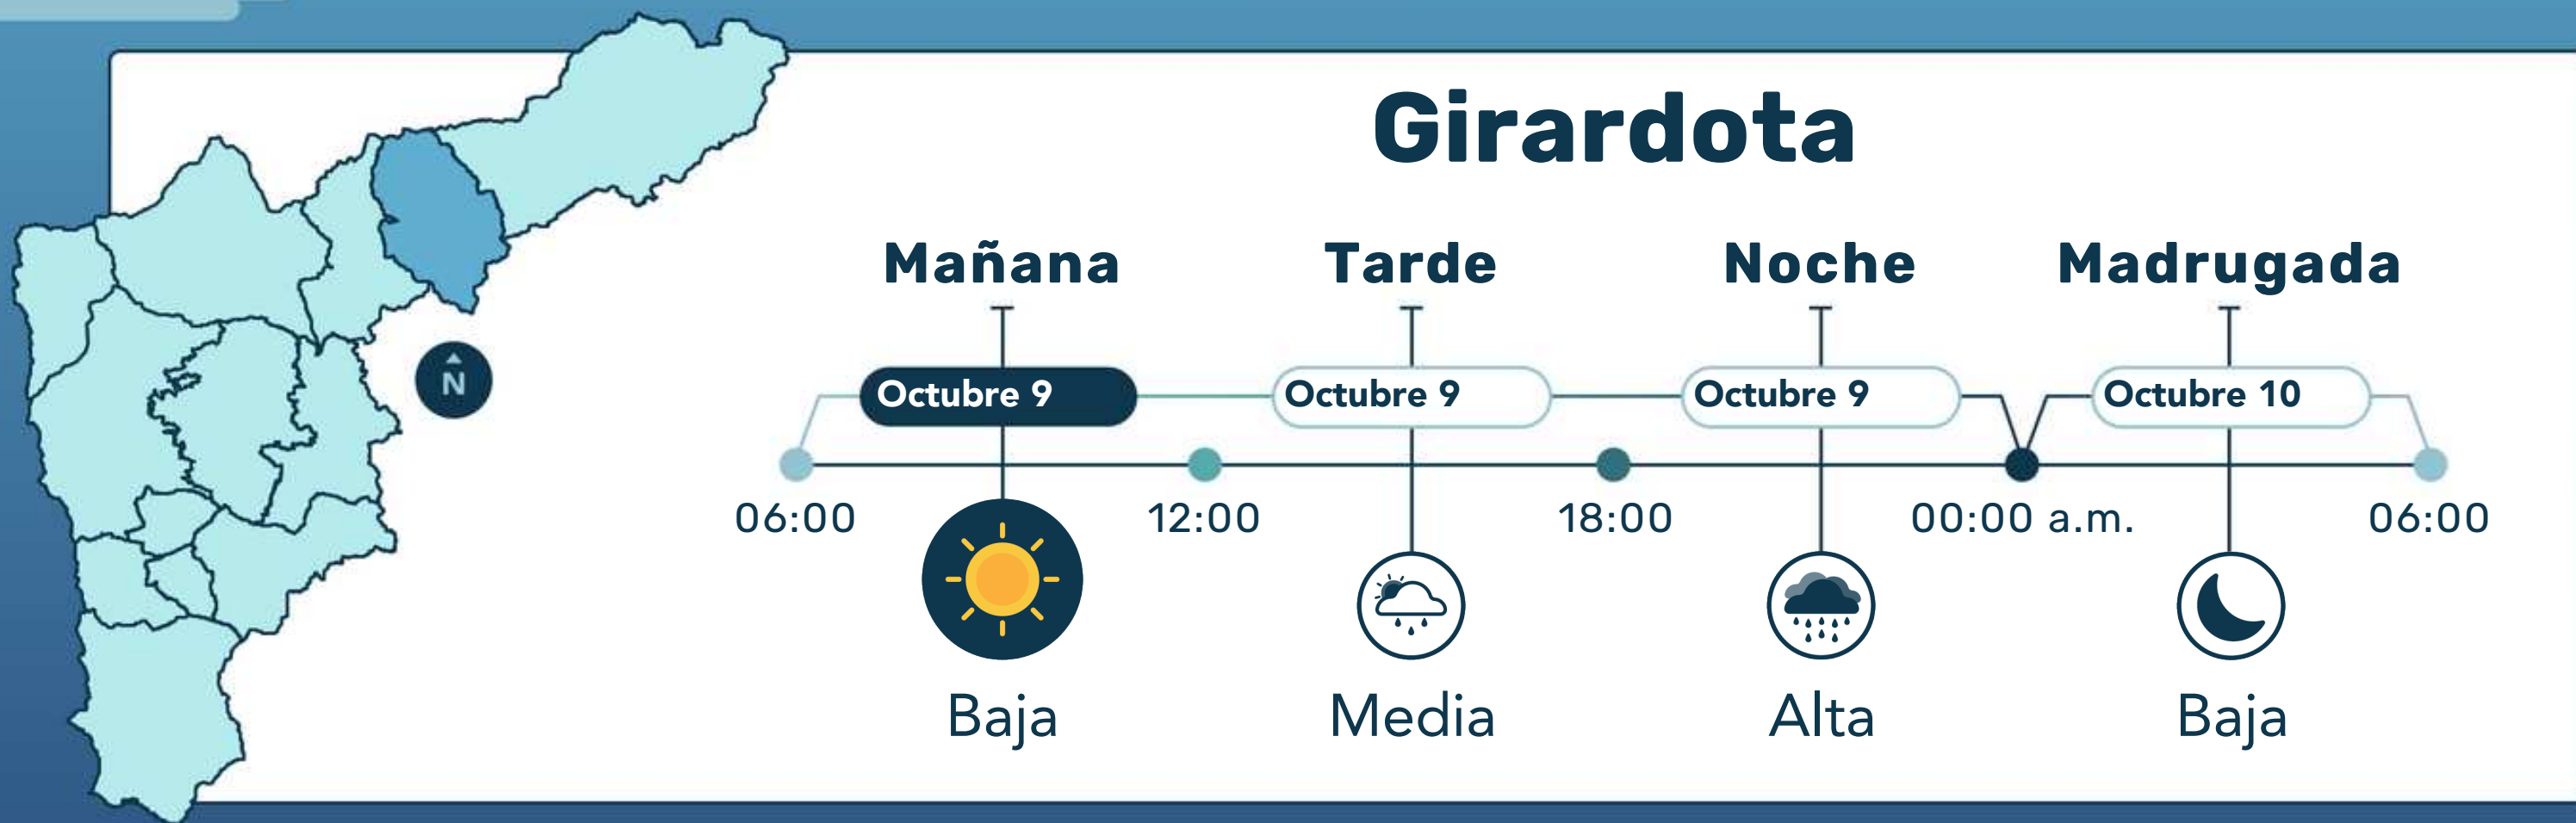 Girardota
Mañana
Tarde
Noche
Madrugada
Octubre 9
Octubre 9
Octubre 9
Octubre 10
N
06:00
12:00
18:00
00:00 a.m.
06:00
Baja
Media
Alta
Baja